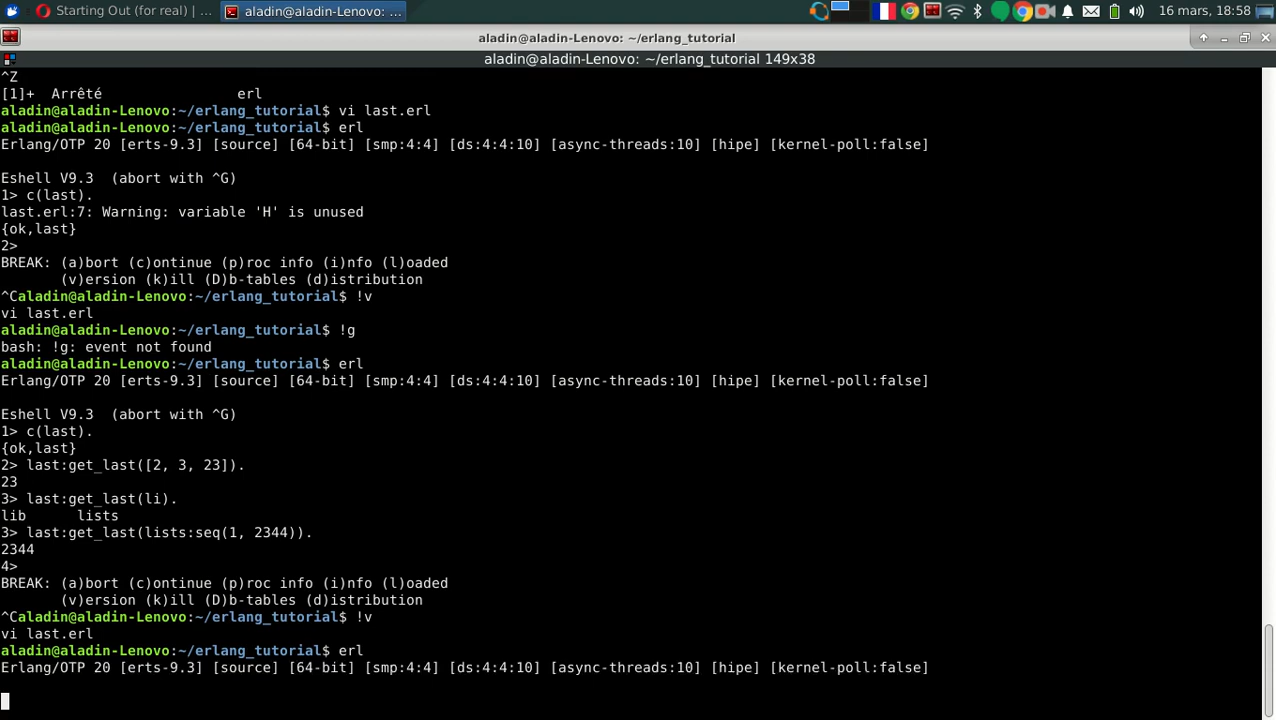 Starting Out (for real) | ...
aladin@aladin-Lenovo: ~...
16 mars, 18:58
aladin@aladin-Lenovo: ~/erlang_tutorial
aladin@aladin-Lenovo: ~/erlang_tutorial 149x38
^Z
[1]+  Arrêté                 erl
aladin@aladin-Lenovo:~/erlang_tutorial$ vi last.erl
aladin@aladin-Lenovo:~/erlang_tutorial$ erl
Erlang/OTP 20 [erts-9.3] [source] [64-bit] [smp:4:4] [ds:4:4:10] [async-threads:10] [hipe] [kernel-poll:false]
Eshell V9.3  (abort with ^G)
1> c(last).
last.erl:7: Warning: variable 'H' is unused
{ok,last}
2>
BREAK: (a)bort (c)ontinue (p)roc info (i)nfo (l)oaded
       (v)ersion (k)ill (D)b-tables (d)istribution
^Caladin@aladin-Lenovo:~/erlang_tutorial$ !v
vi last.erl
aladin@aladin-Lenovo:~/erlang_tutorial$ !g
bash: !g: event not found
aladin@aladin-Lenovo:~/erlang_tutorial$ erl
Erlang/OTP 20 [erts-9.3] [source] [64-bit] [smp:4:4] [ds:4:4:10] [async-threads:10] [hipe] [kernel-poll:false]
Eshell V9.3  (abort with ^G)
1> c(last).
{ok,last}
2> last:get_last([2, 3, 23]).
23
3> last:get_last(li).
lib      lists
3> last:get_last(lists:seq(1, 2344)).
2344
4>
BREAK: (a)bort (c)ontinue (p)roc info (i)nfo (l)oaded
       (v)ersion (k)ill (D)b-tables (d)istribution
^Caladin@aladin-Lenovo:~/erlang_tutorial$ !v
vi last.erl
aladin@aladin-Lenovo:~/erlang_tutorial$ erl
Erlang/OTP 20 [erts-9.3] [source] [64-bit] [smp:4:4] [ds:4:4:10] [async-threads:10] [hipe] [kernel-poll:false]